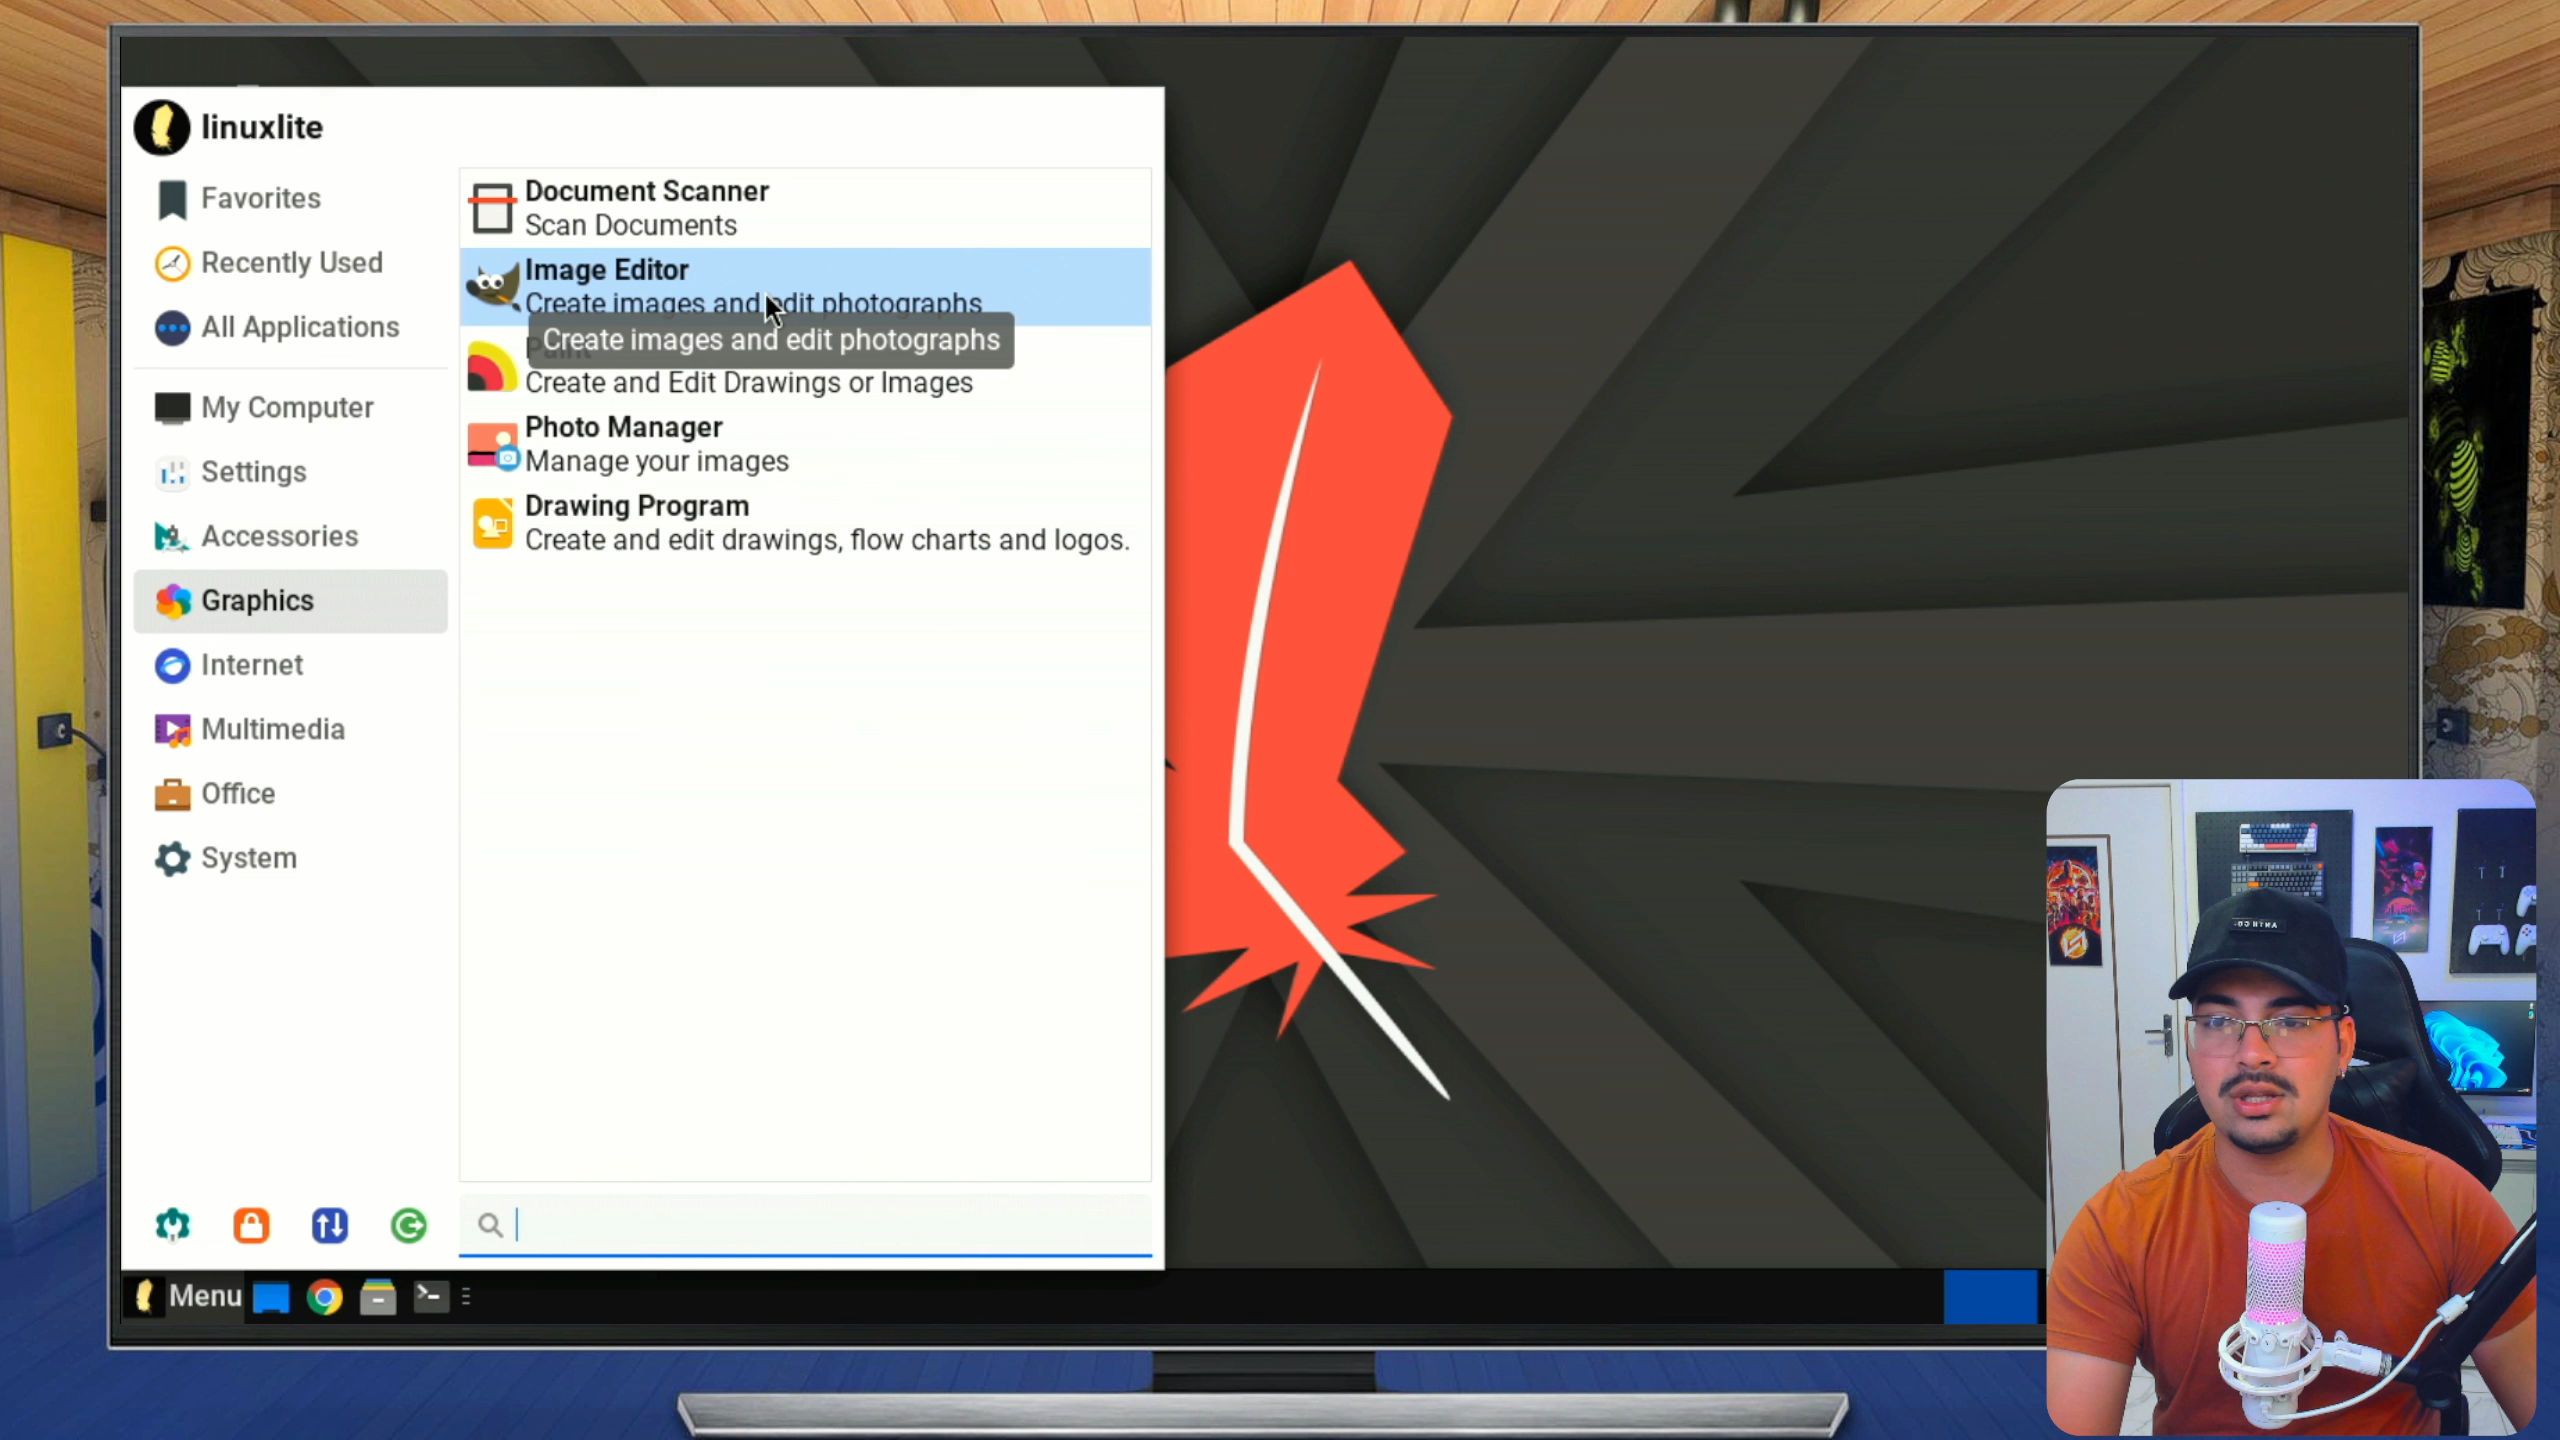 linuxlite
Favorites
Recently Used
All Applications
My Computer
Settings
Accessories
Graphics
Internet
Multimedia
Office
System
Document Scanner
Scan Documents
Image Editor
Create images and edit photographs
Create images and edit photographs
Create and Edit Drawings or Images
Photo Manager
Manage your images
Drawing Program
Create and edit drawings, flow charts and logos.
Menu